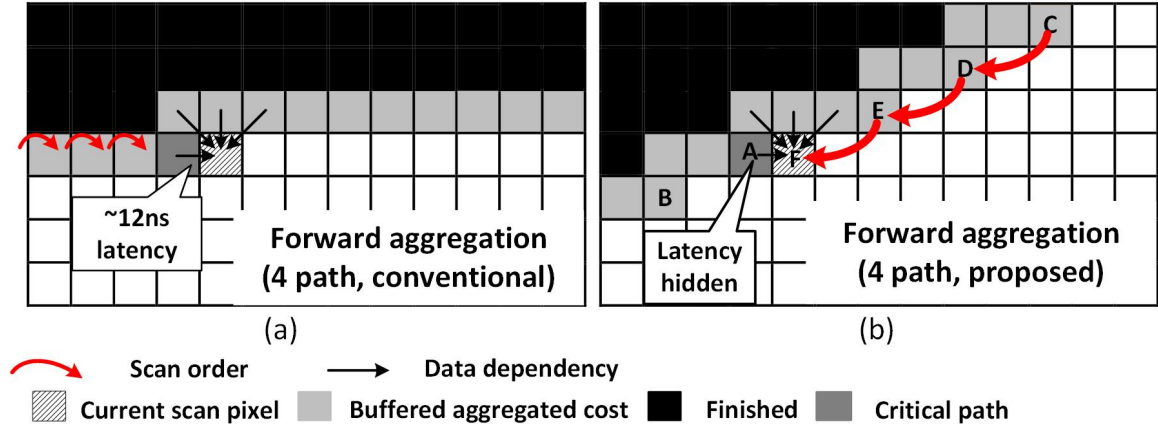 C
D
E
A F
B
~12ns
latency
Forward aggregation
(4 path, conventional)
Latency
hidden
Forward aggregation
(4 path, proposed)
(a)
(b)
Scan order
Data dependency
Current scan pixel
Buffered aggregated cost
Finished
Critical path